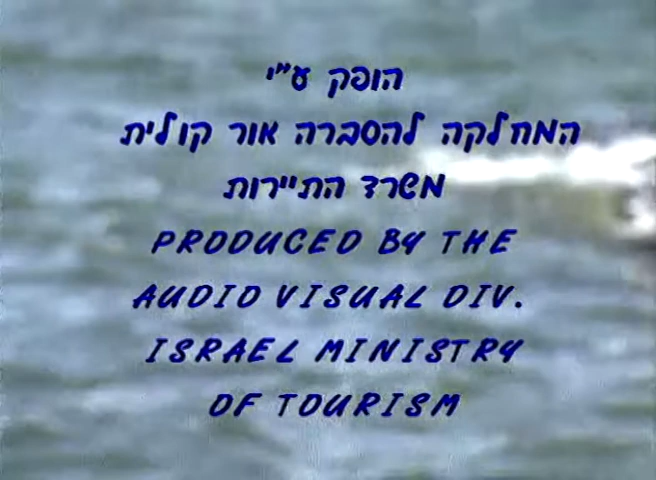 הופק ע"י
המחלקה להסברה אור קולית
משרד התיירות
PRODUCED BY THE
AUDIO VISUAL DIV.
ISRAEL MINISTRY
OF TOURISM